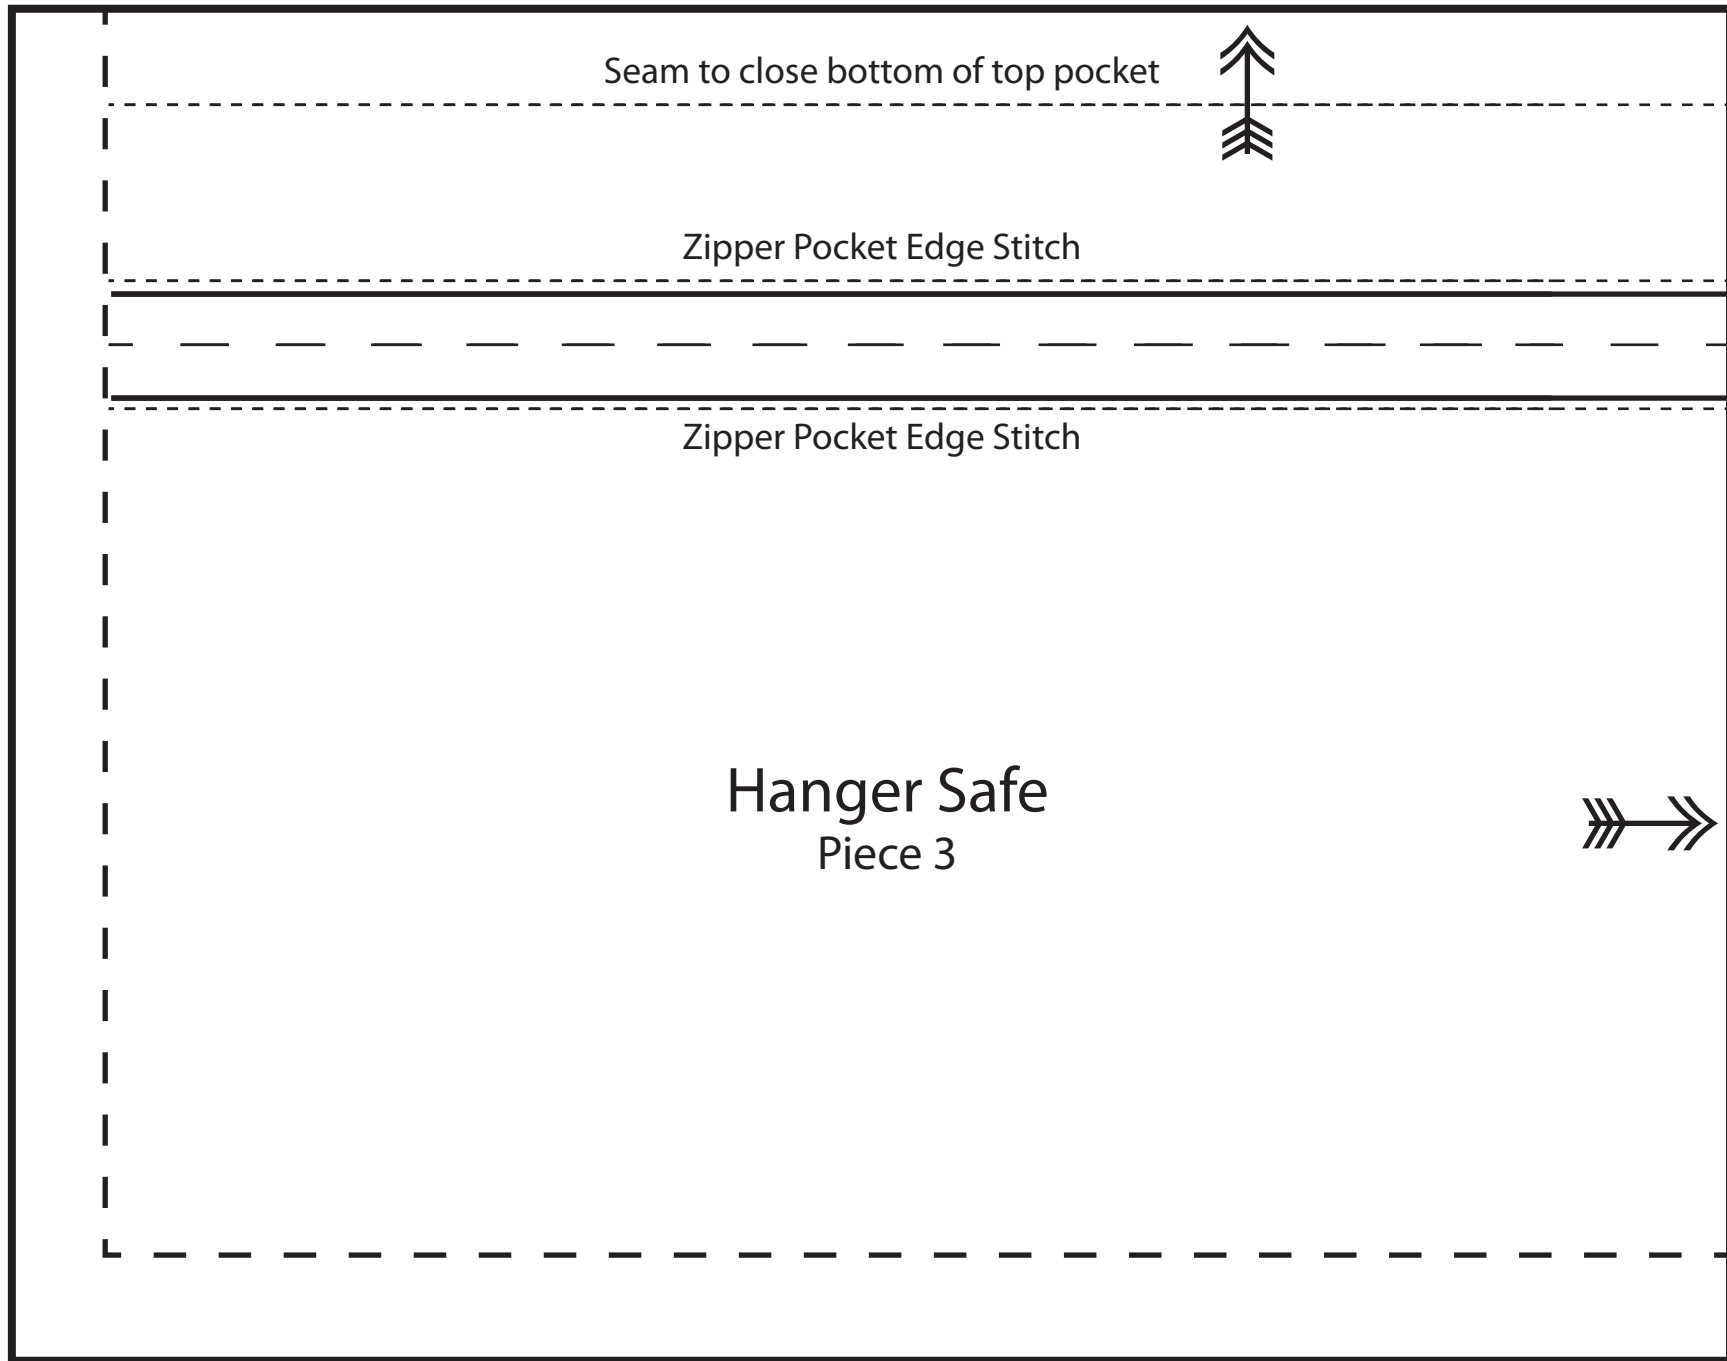 Seam to close bottom of top pocket
Zipper Pocket Edge Stitch
Zipper Pocket Edge Stitch
Hanger Safe
Piece 3